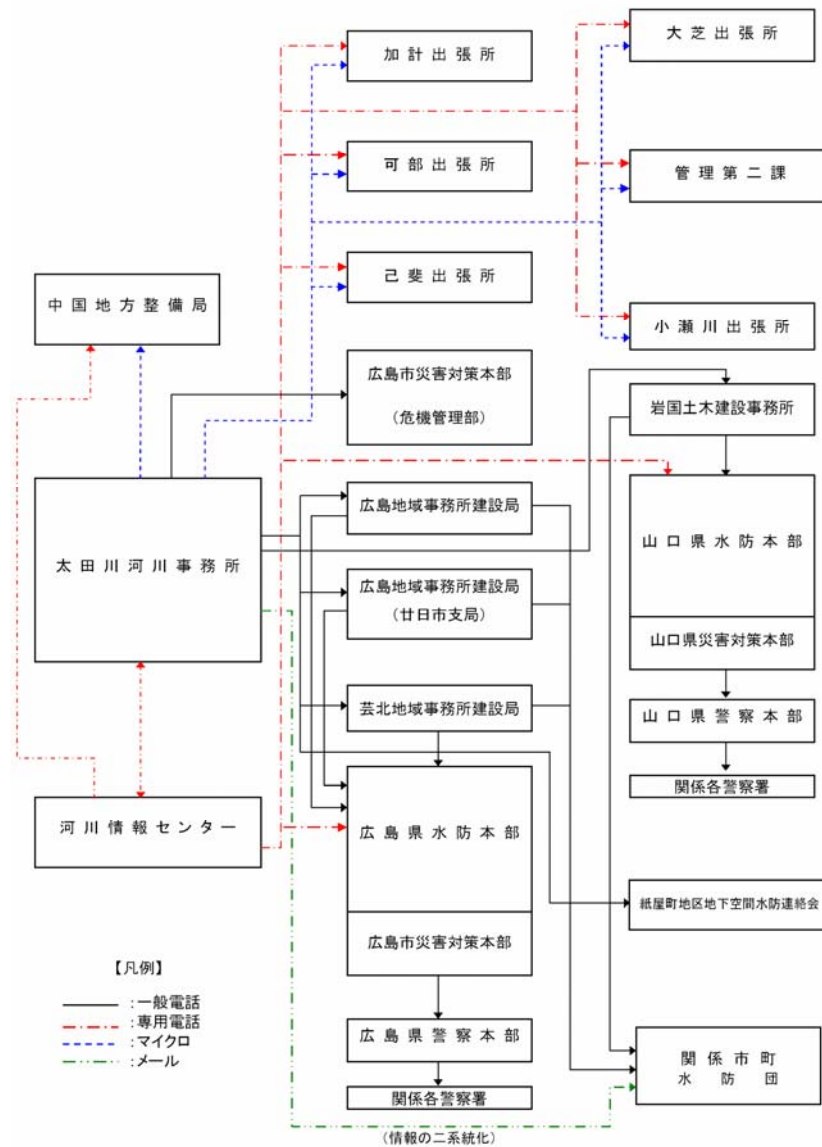 加計出張所
大芝出張所
可部出張所
管理第二課
己斐出張所
小瀬川出張所
中国地方整備局
広島市災害対策本部
(危機管理部)
岩国土木建設事務所
太田川河川事務所
広島地域事務所建設局
山口県水防本部
広島地域事務所建設局
(廿日市支局)
山口県災害対策本部
芸北地域事務所建設局
山口県警察本部
関係各警察署
河川情報センター
広島県水防本部
紙屋町地区地下空間水防連絡会
広島市災害対策本部
【凡例】
:一般電話
:専用電話
:マイクロ
:メール
広島県警察本部
関係市町
水防団
関係各警察署
(情報の二系統化)